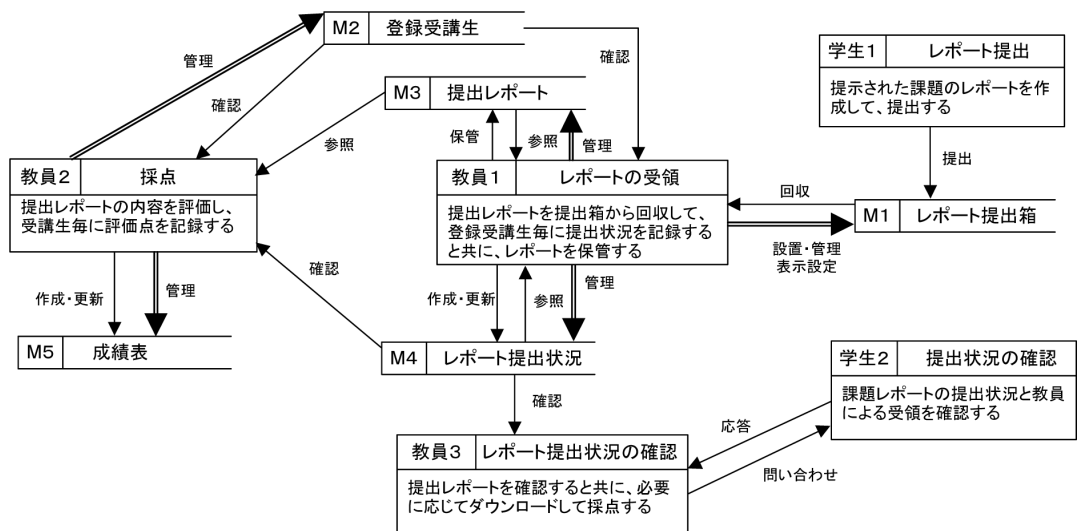 M2 登録受講生
管理
確認
確認
学生1 レポート提出
提示された課題のレポートを作
成して、提出する
M3 提出レポート
参照
保管
参照
管理
提出
教員2 採点
提出レポートの内容を評価し、
受講生毎に評価点を記録する
教員1 レポートの受領
提出レポートを提出箱から回収して、
登録受講生毎に提出状況を記録する
と共に、レポートを保管する
回収
M1 レポート提出箱
設置・管理
表示設定
作成・更新
管理
確認
作成・更新
参照
管理
M5 成績表
M4 レポート提出状況
確認
学生2 提出状況の確認
課題レポートの提出状況と教員
による受領を確認する
応答
問い合わせ
教員3 レポート提出状況の確認
提出レポートを確認すると共に、必要
に応じてダウンロードして採点する